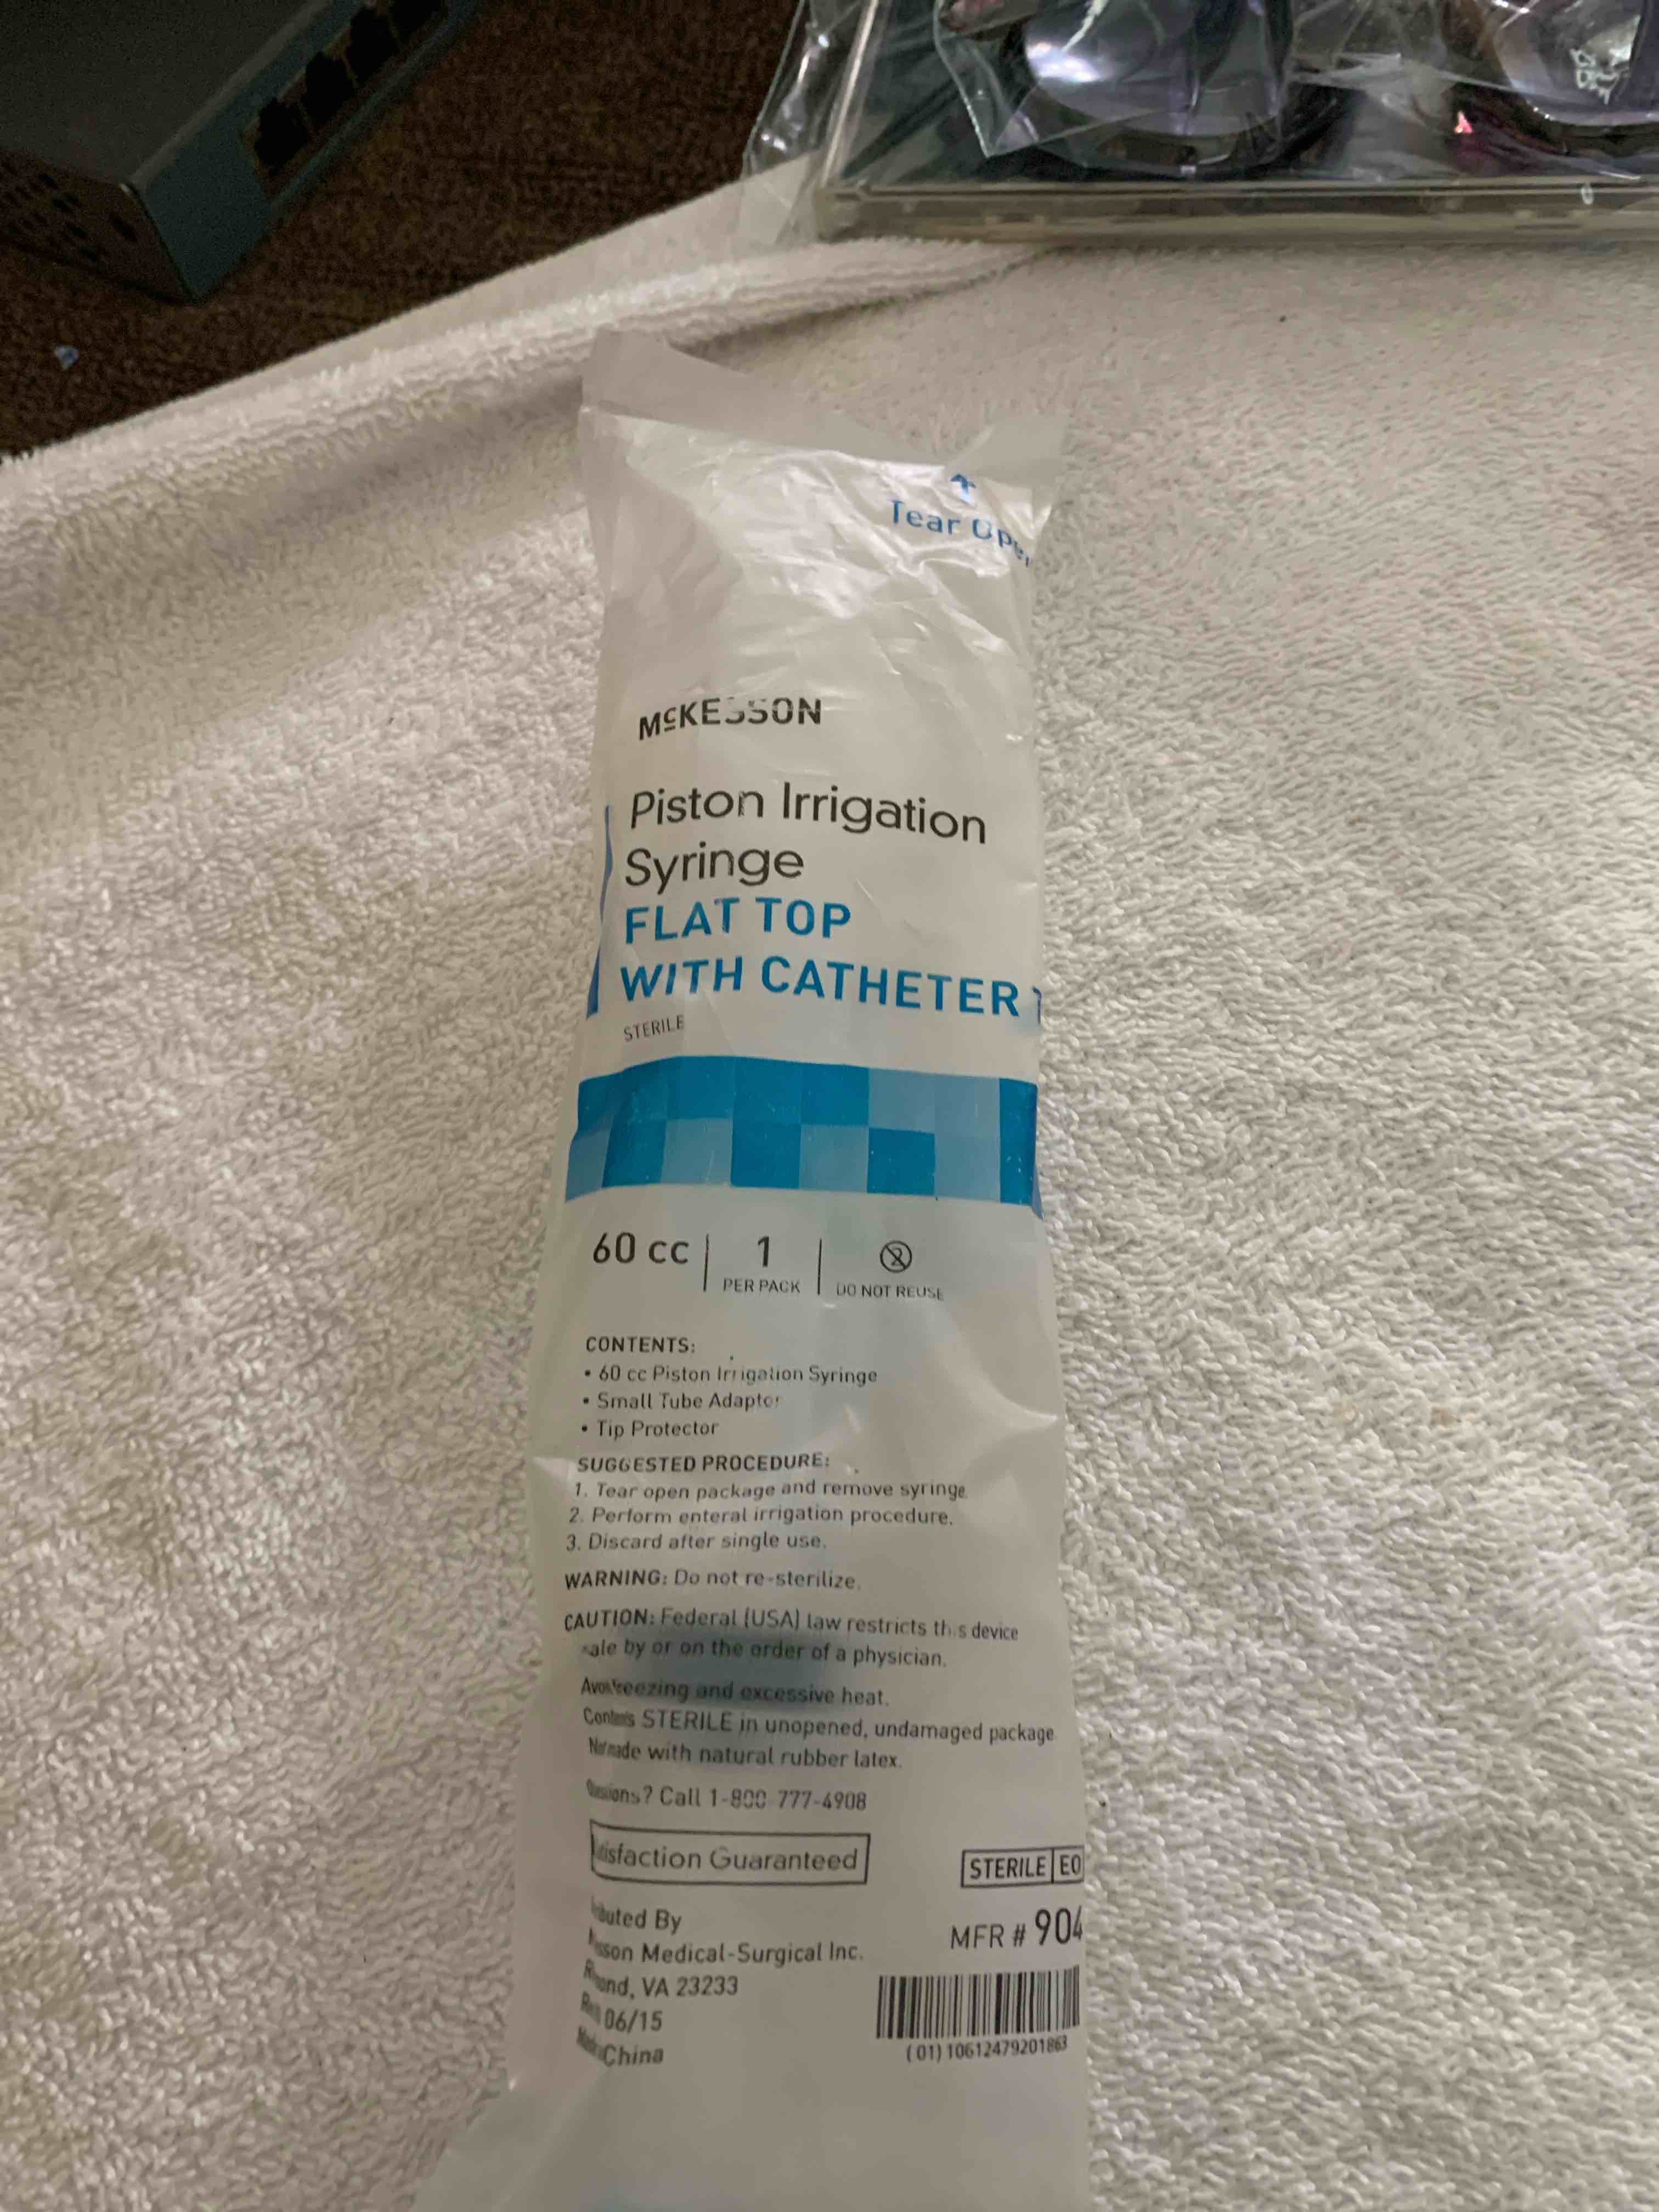 Tear
McKESSON
Piston Irrigation
Syringe
FLAT TOP
WITH CATHETER
STERILE
60 cc
1
PER PACK
DO NOT REUSE
CONTENTS:
• 60 cc Piston Irrigation Syringe
• Small Tube Adaptor
• Tip Protector
SUGGESTED PROCEDURE:
1. Tear open package and remove syringe.
2. Perform enteral irrigation procedure.
3. Discard after single use.
WARNING: Do not re-sterilize.
CAUTION: Federal (USA) law restricts this device
sale by or on the order of a physician.
freezing and excessive heat.
STERILE in unopened, undamaged package
made with natural rubber latex.
? Call 1-800-777-4908
Guaranteed
STERILE EO
By
Medical-Surgical Inc.
VA 23233
06/15
China
MFR # 904
(01) 10612479201863